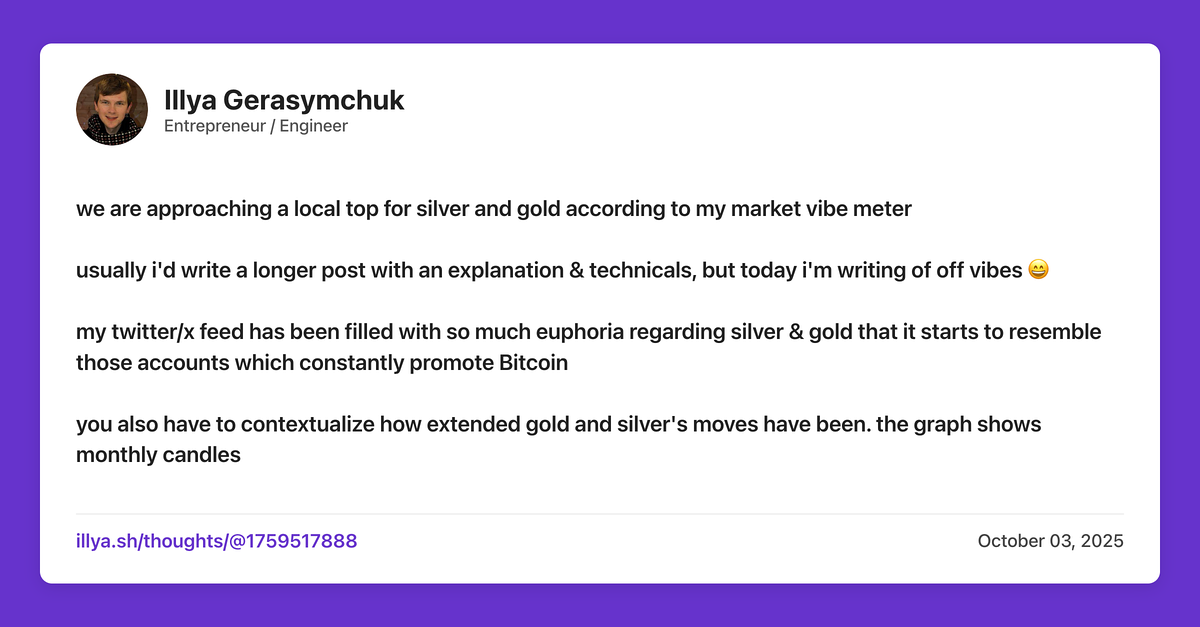 Illya Gerasymchuk
Entrepreneur / Engineer
we are approaching a local top for silver and gold according to my market vibe meter
usually i'd write a longer post with an explanation & technicals, but today i'm writing of off vibes 😄
my twitter/x feed has been filled with so much euphoria regarding silver & gold that it starts to resemble
those accounts which constantly promote Bitcoin
you also have to contextualize how extended gold and silver's moves have been. the graph shows
monthly candles
illya.sh/thoughts/@1759517888
October 03, 2025